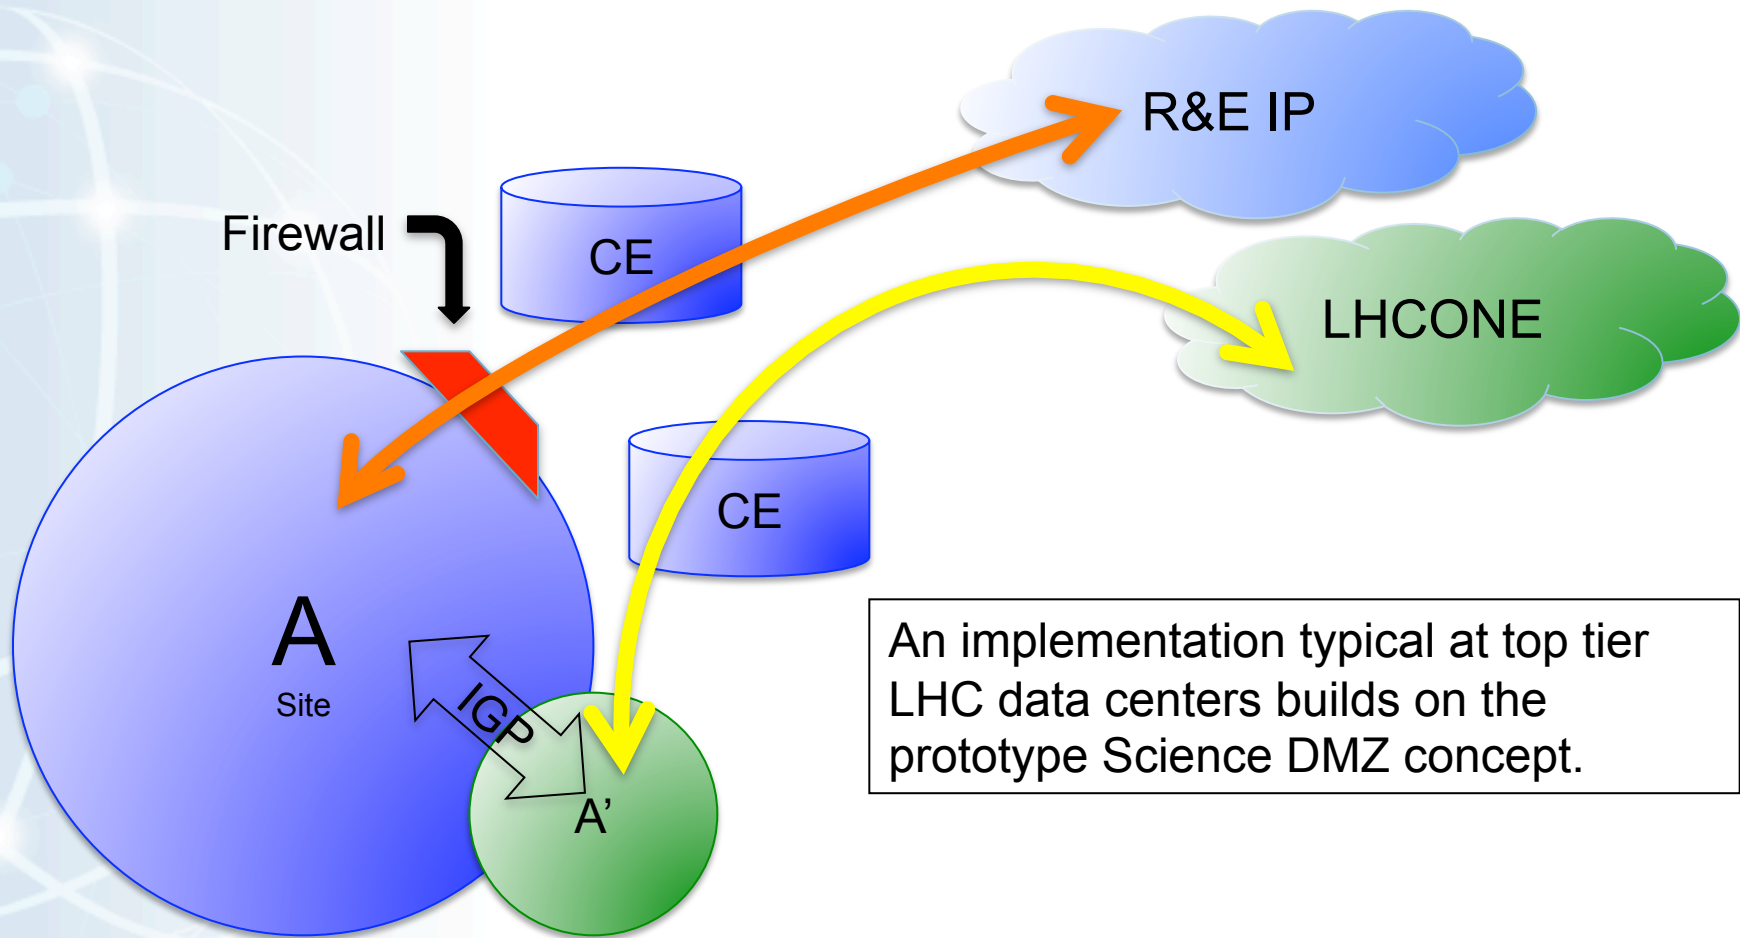 R&E IP
Firewall
CE
LHCONE
CE
A
Site
IGP
A’
An implementation typical at top tier
LHC data centers builds on the
prototype Science DMZ concept.